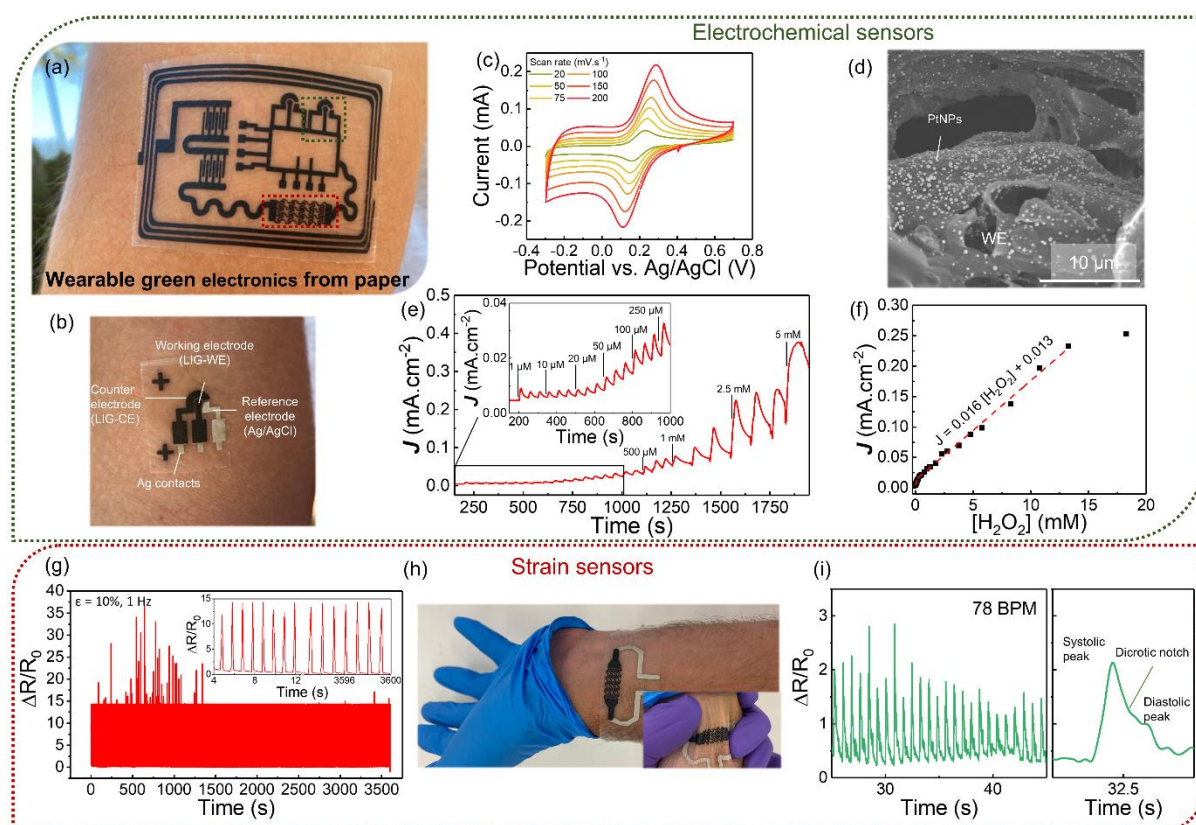 Electrochemical sensors
(a)
Wearable green electronics from paper
(b)
Working electrode
(LIG-WE)
Counter
electrode
(LIG-CE)
Reference
electrode
(Ag/AgCl)
Ag contacts
(c)
Scan rate (mV.s⁻¹)
20 100
50 150
75 200
Current (mA)
0.2
0.1
0.0
-0.1
-0.2
-0.4 -0.2 0.0 0.2 0.4 0.6 0.8
Potential vs. Ag/AgCl (V)
(d)
PtNPs
WE
10 µm
(e)
J (mA.cm⁻²)
0.5
0.4
0.3
0.2
0.1
0.0
250 500 750 1000 1250 1500 1750
Time (s)
J (mA.cm⁻²)
0.04
0.02
0.00
200 300 400 500 600 700 800 900 1000
Time (s)
1 µM
10 µM
20 µM
50 µM
100 µM
250 µM
500 µM
1 mM
2.5 mM
5 mM
(f)
J (mA.cm⁻²)
0.30
0.25
0.20
0.15
0.10
0.05
0.00
J = 0.016 [H₂O₂] + 0.013
0 5 10 15 20
[H₂O₂] (mM)
Strain sensors
(g)
ε = 10%, 1 Hz
ΔR/R₀
40
35
30
25
20
15
10
5
0
0 500 1000 1500 2000 2500 3000 3500
Time (s)
ΔR/R₀
15
10
5
0
4 8 12 3596 3600
Time (s)
(h)
(i)
78 BPM
ΔR/R₀
3
2
1
0
30 35 40
Time (s)
Systolic
peak
Dicrotic notch
Diastolic
peak
32.5
Time (s)